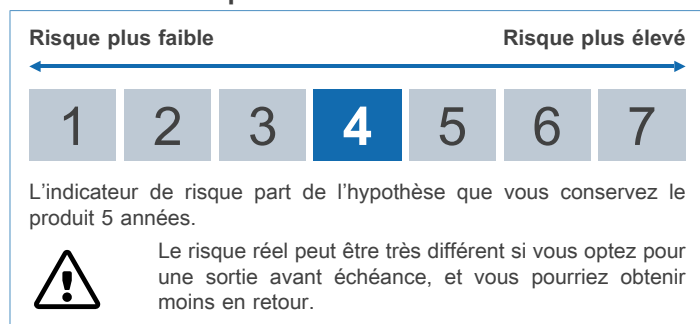 Risque plus faible Risque plus élevé
1 2 3 4 5 6 7
L'indicateur de risque part de l'hypothèse que vous conservez le
produit 5 années.
Le risque réel peut être très différent si vous optez pour
une sortie avant échéance, et vous pourriez obtenir
moins en retour.